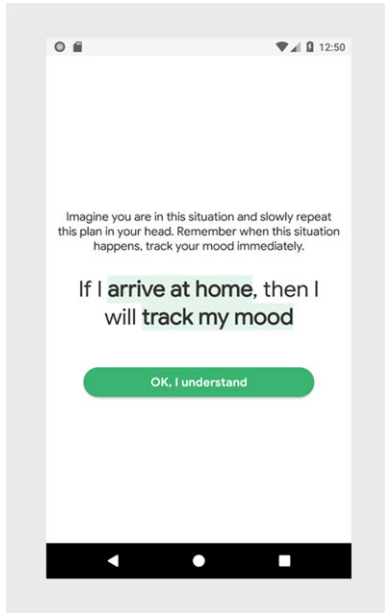 12:50
Imagine you are in this situation and slowly repeat
this plan in your head. Remember when this situation
happens, track your mood immediately.
If I arrive at home, then I
will track my mood
OK, I understand